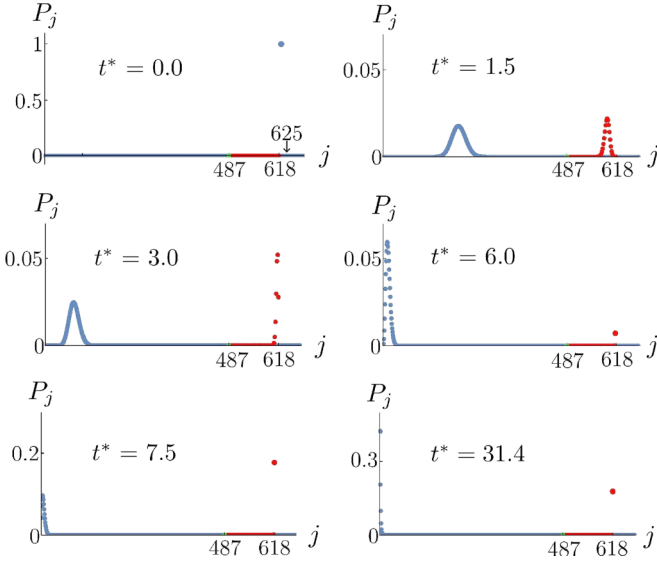 P_j
1
t* = 0.0
0.5
625
0
487
618
j
P_j
0.05
t* = 1.5
0
487
618
j
P_j
0.05
t* = 3.0
0
487
618
j
P_j
0.05
t* = 6.0
0
487
618
j
P_j
0.2
t* = 7.5
0
487
618
j
P_j
0.3
t* = 31.4
0
487
618
j